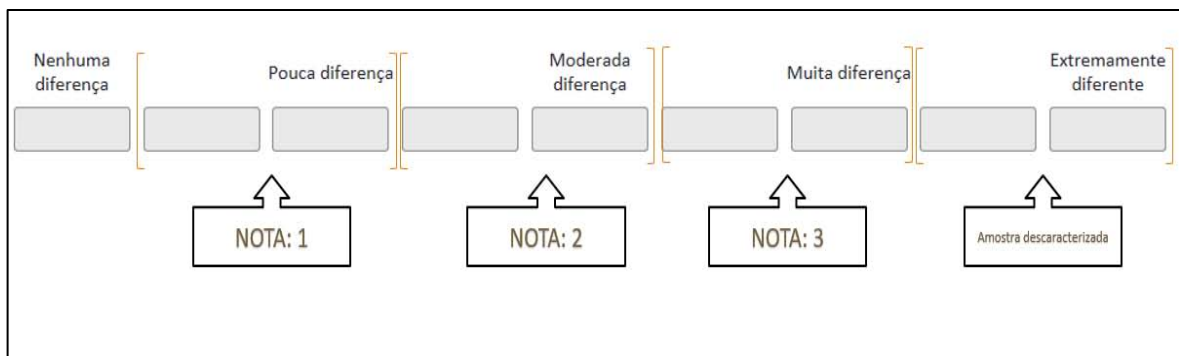 Nenhuma
diferença
Pouca diferença
Moderada
diferença
Muita diferença
Extremamente
diferente
NOTA: 1
NOTA: 2
NOTA: 3
Amostra descaracterizada